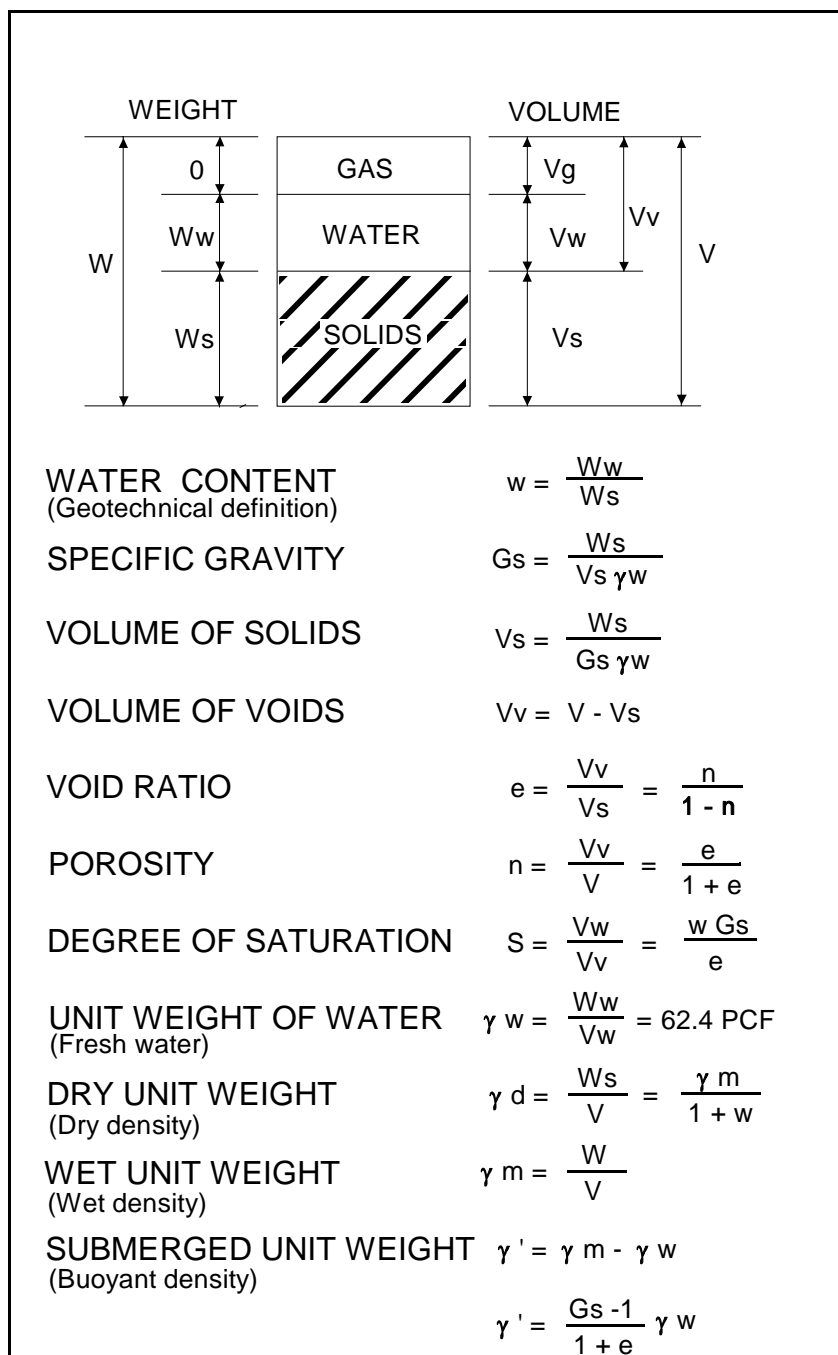 WEIGHT VOLUME
0 GAS Vg
Ww WATER Vw Vv
W V
Ws SOLIDS Vs
WATER CONTENT w = Ww / Ws
(Geotechnical definition)
SPECIFIC GRAVITY Gs = Ws / Vs γw
VOLUME OF SOLIDS Vs = Ws / Gs γw
VOLUME OF VOIDS Vv = V - Vs
VOID RATIO e = Vv / Vs = n / 1 - n
POROSITY n = Vv / V = e / 1 + e
DEGREE OF SATURATION S = Vw / Vv = w Gs / e
UNIT WEIGHT OF WATER γ w = Ww / Vw = 62.4 PCF
(Fresh water)
DRY UNIT WEIGHT γ d = Ws / V = γ m / 1 + w
(Dry density)
WET UNIT WEIGHT γ m = W / V
(Wet density)
SUBMERGED UNIT WEIGHT γ ' = γ m - γ w
(Buoyant density)
γ ' = Gs -1 / 1 + e γ w